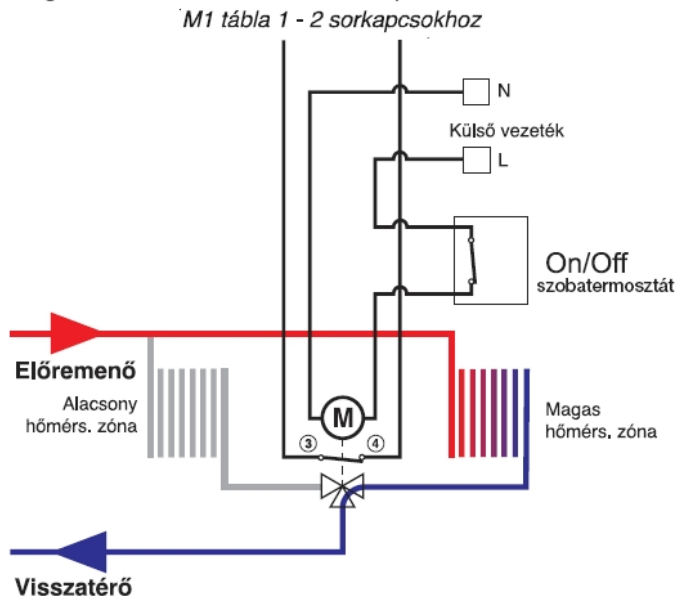 M1 tábla 1 - 2 sorkapcsokhoz
N
Külső vezeték
L
On/Off
szobatermosztát
Előremenő
Alacsony
hőmérs. zóna
M
Magas
hőmérs. zóna
3
4
Visszatérő